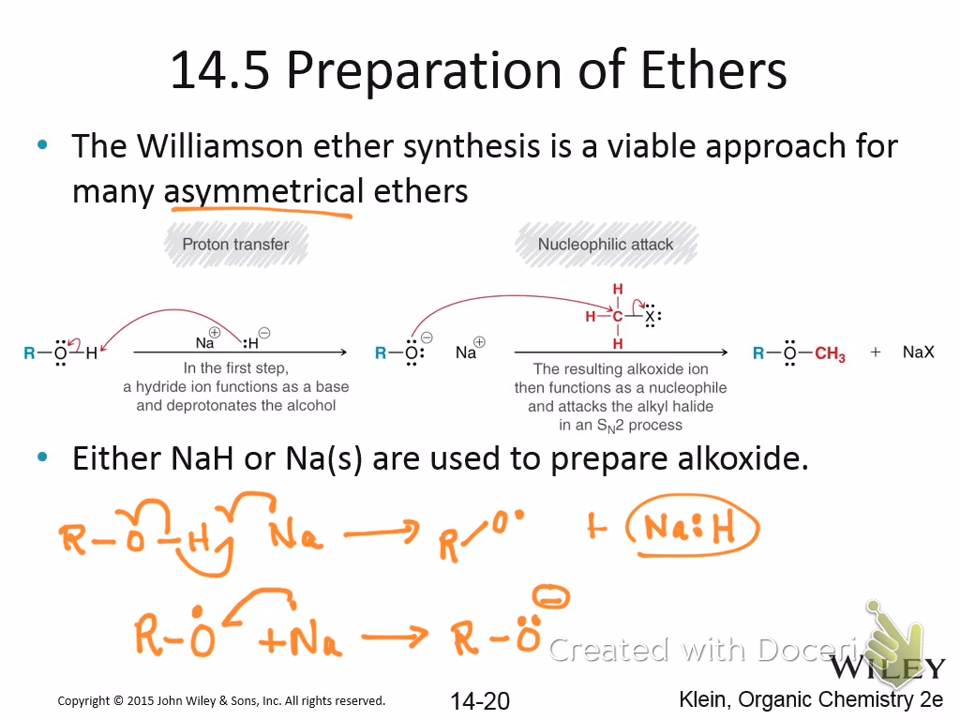 14.5 Preparation of Ethers
• The Williamson ether synthesis is a viable approach for
many asymmetrical ethers
Proton transfer
Nucleophilic attack
R—O—H
Na⊕ :H⊖
In the first step,
a hydride ion functions as a base
and deprotonates the alcohol
R—O:⊖ Na⊕
H
H—C—X:
H
The resulting alkoxide ion
then functions as a nucleophile
and attacks the alkyl halide
in an SN2 process
R—O—CH3 + NaX
• Either NaH or Na(s) are used to prepare alkoxide.
R–O–H Na → R–O• + Na:H
R–O• + Na → R–O ⊖
Created with Doceri
WILEY
Copyright © 2015 John Wiley & Sons, Inc. All rights reserved.
14-20
Klein, Organic Chemistry 2e